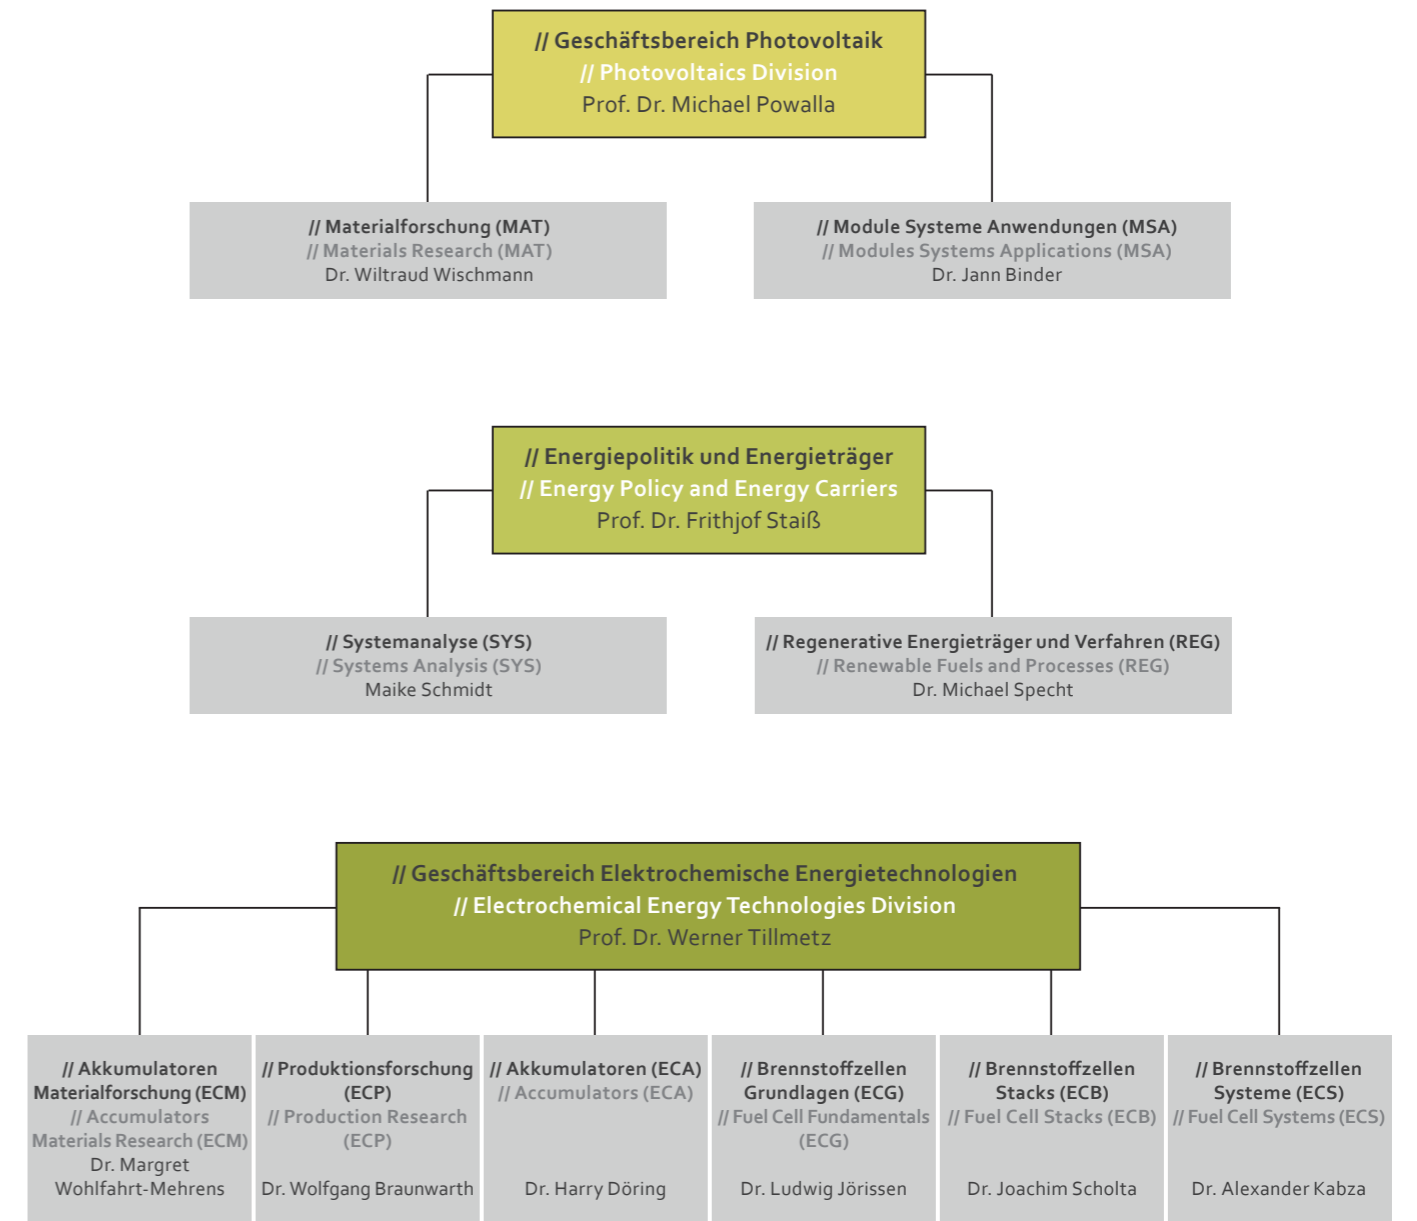 // Geschäftsbereich Photovoltaik
// Photovoltaics Division
Prof. Dr. Michael Powalla
// Materialforschung (MAT)
// Materials Research (MAT)
Dr. Wiltraud Wischmann
// Module Systeme Anwendungen (MSA)
// Modules Systems Applications (MSA)
Dr. Jann Binder
// Energiepolitik und Energieträger
// Energy Policy and Energy Carriers
Prof. Dr. Frithjof Staiß
// Systemanalyse (SYS)
// Systems Analysis (SYS)
Maike Schmidt
// Regenerative Energieträger und Verfahren (REG)
// Renewable Fuels and Processes (REG)
Dr. Michael Specht
// Geschäftsbereich Elektrochemische Energietechnologien
// Electrochemical Energy Technologies Division
Prof. Dr. Werner Tillmetz
// Akkumulatoren
Materialforschung (ECM)
// Accumulators
Materials Research (ECM)
Dr. Margret
Wohlfahrt-Mehrens
// Produktionsforschung
(ECP)
// Production Research
(ECP)
Dr. Wolfgang Braunwarth
// Akkumulatoren (ECA)
// Accumulators (ECA)
Dr. Harry Döring
// Brennstoffzellen
Grundlagen (ECG)
// Fuel Cell Fundamentals
(ECG)
Dr. Ludwig Jörissen
// Brennstoffzellen
Stacks (ECB)
// Fuel Cell Stacks (ECB)
Dr. Joachim Scholta
// Brennstoffzellen
Systeme (ECS)
// Fuel Cell Systems (ECS)
Dr. Alexander Kabza